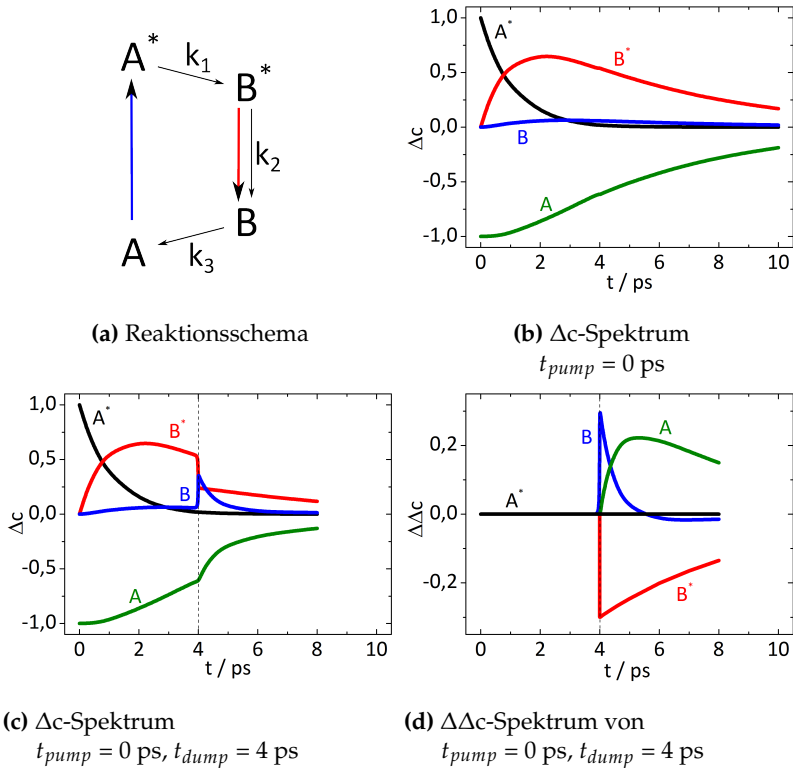 A*
k1
B*
k2
B
A
k3
(a) Reaktionsschema
1,0
0,5
0,0
-0,5
-1,0
Δc
A*
B*
B
A
0 2 4 6 8 10
t / ps
(b) Δc-Spektrum
tpump = 0 ps
1,0
0,5
0,0
-0,5
-1,0
Δc
A*
B*
B
A
0 2 4 6 8 10
t / ps
(c) Δc-Spektrum
tpump = 0 ps, tdump = 4 ps
0,2
0,0
-0,2
ΔΔc
B
A
A*
B*
0 2 4 6 8 10
t / ps
(d) ΔΔc-Spektrum von
tpump = 0 ps, tdump = 4 ps